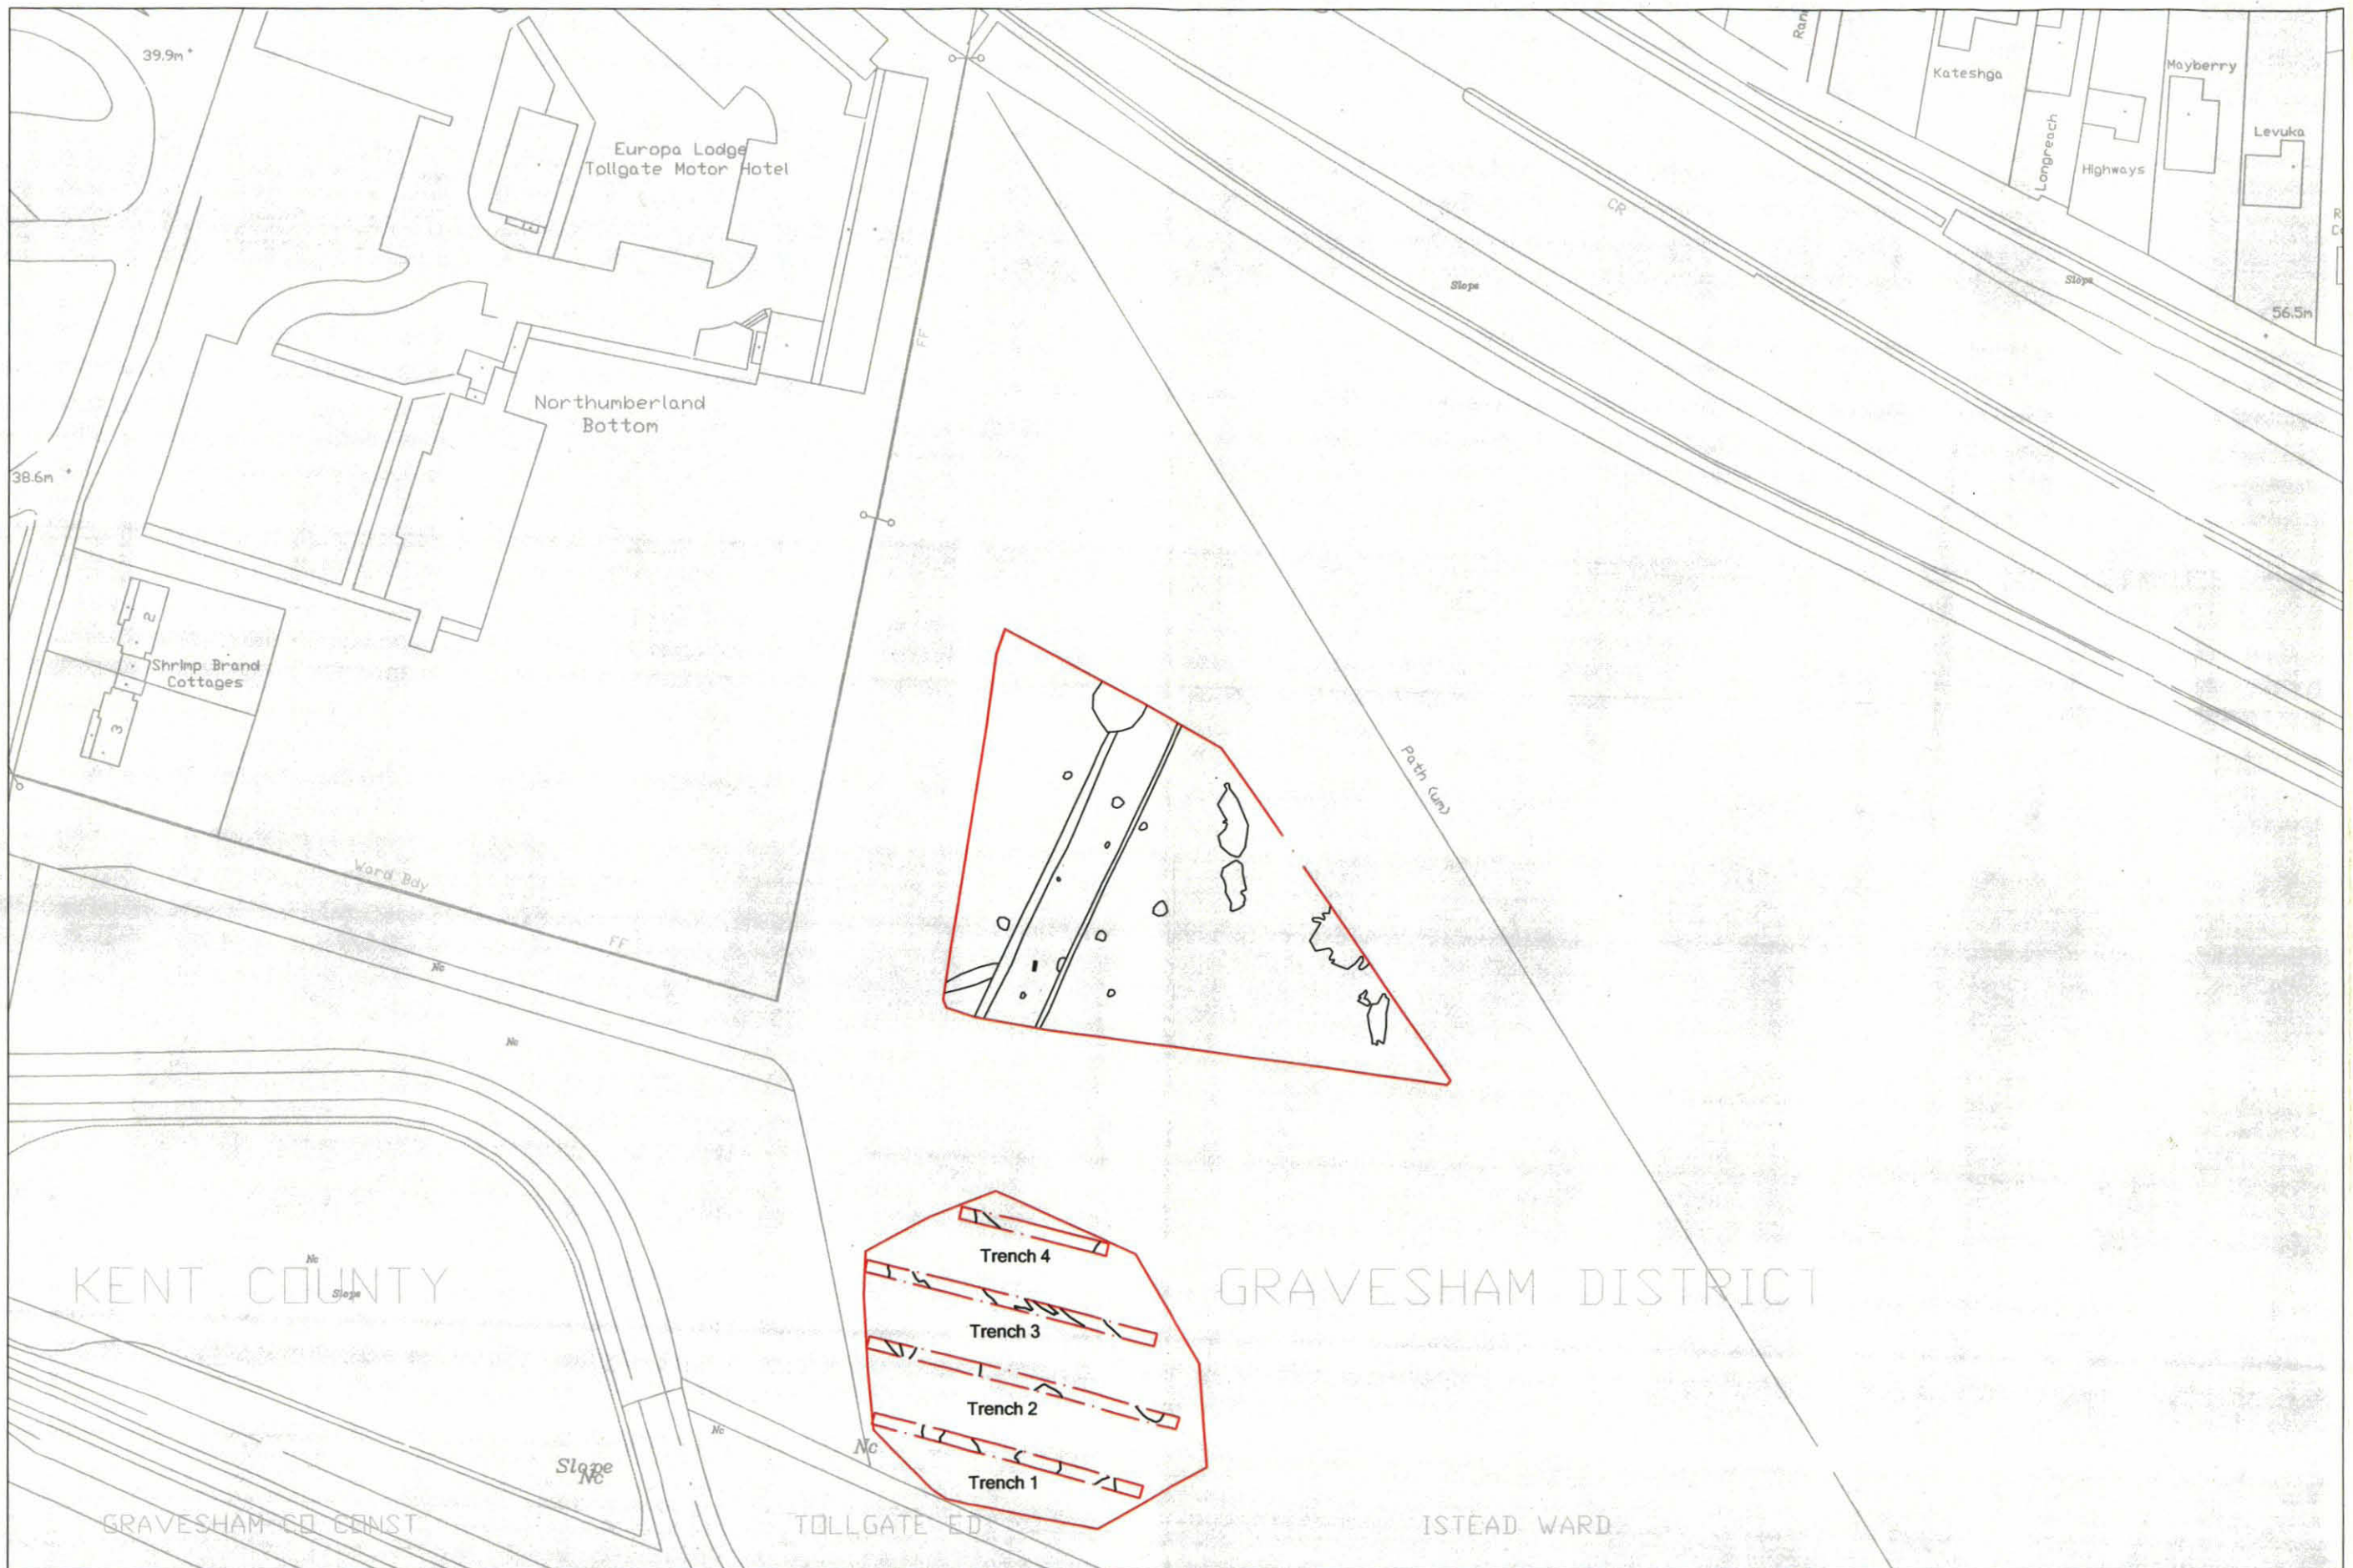 39.9m
Kateshga
Mayberry
Longreach
Levuka
Highways
Europa Lodge
Tollgate Motor Hotel
CR
Slope
Slope
56.5m
FF
Northumberland
Bottom
38.6m
2
Shrimp Brand
Cottages
3
Path (um)
Ward Bdy
FF
Nc
Nc
Nc
Slope
KENT COUNTY
GRAVESHAM DISTRICT
Trench 4
Trench 3
Trench 2
Trench 1
Nc
Nc
Slope
Nc
GRAVESHAM CO CONST
TOLLGATE ED
ISTEAD WARD